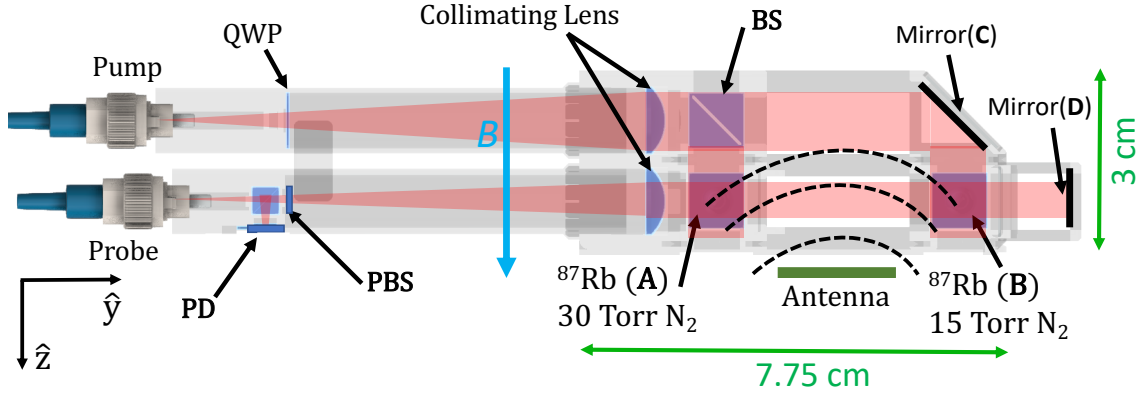 Collimating Lens
BS
QWP
Mirror(C)
Pump
Mirror(D)
B
3 cm
Probe
PD
PBS
ŷ
ẑ
⁸⁷Rb (A)
30 Torr N₂
Antenna
⁸⁷Rb (B)
15 Torr N₂
7.75 cm